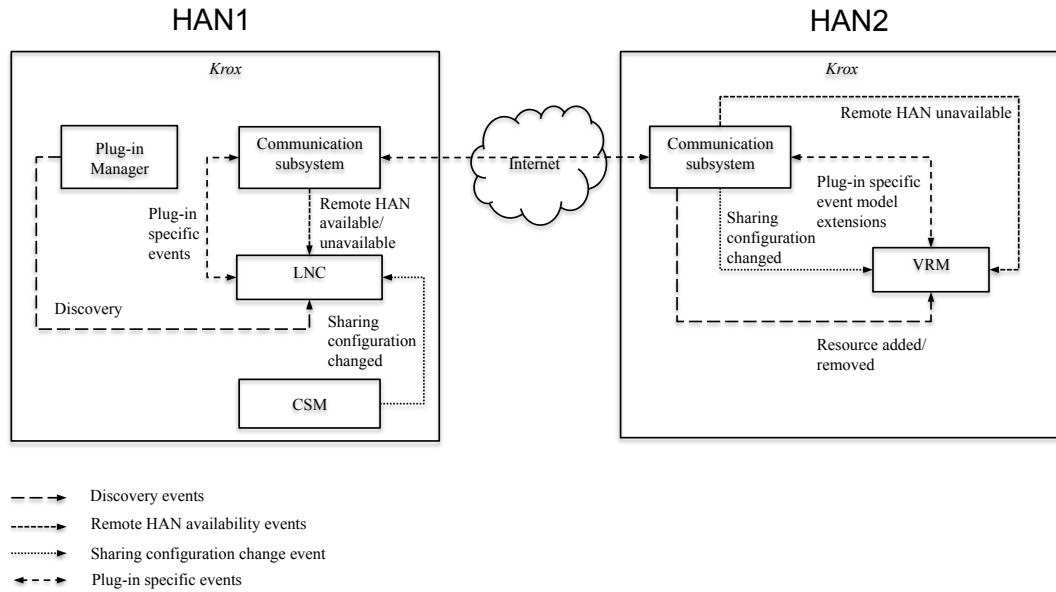 HAN1
HAN2
Krox
Plug-in
Manager
Communication
subsystem
Plug-in
specific
events
Remote HAN
available/
unavailable
LNC
Discovery
Sharing
configuration
changed
CSM
Internet
Krox
Remote HAN unavailable
Communication
subsystem
Plug-in specific
event model
extensions
Sharing
configuration
changed
VRM
Resource added/
removed
Discovery events
Remote HAN availability events
Sharing configuration change event
Plug-in specific events